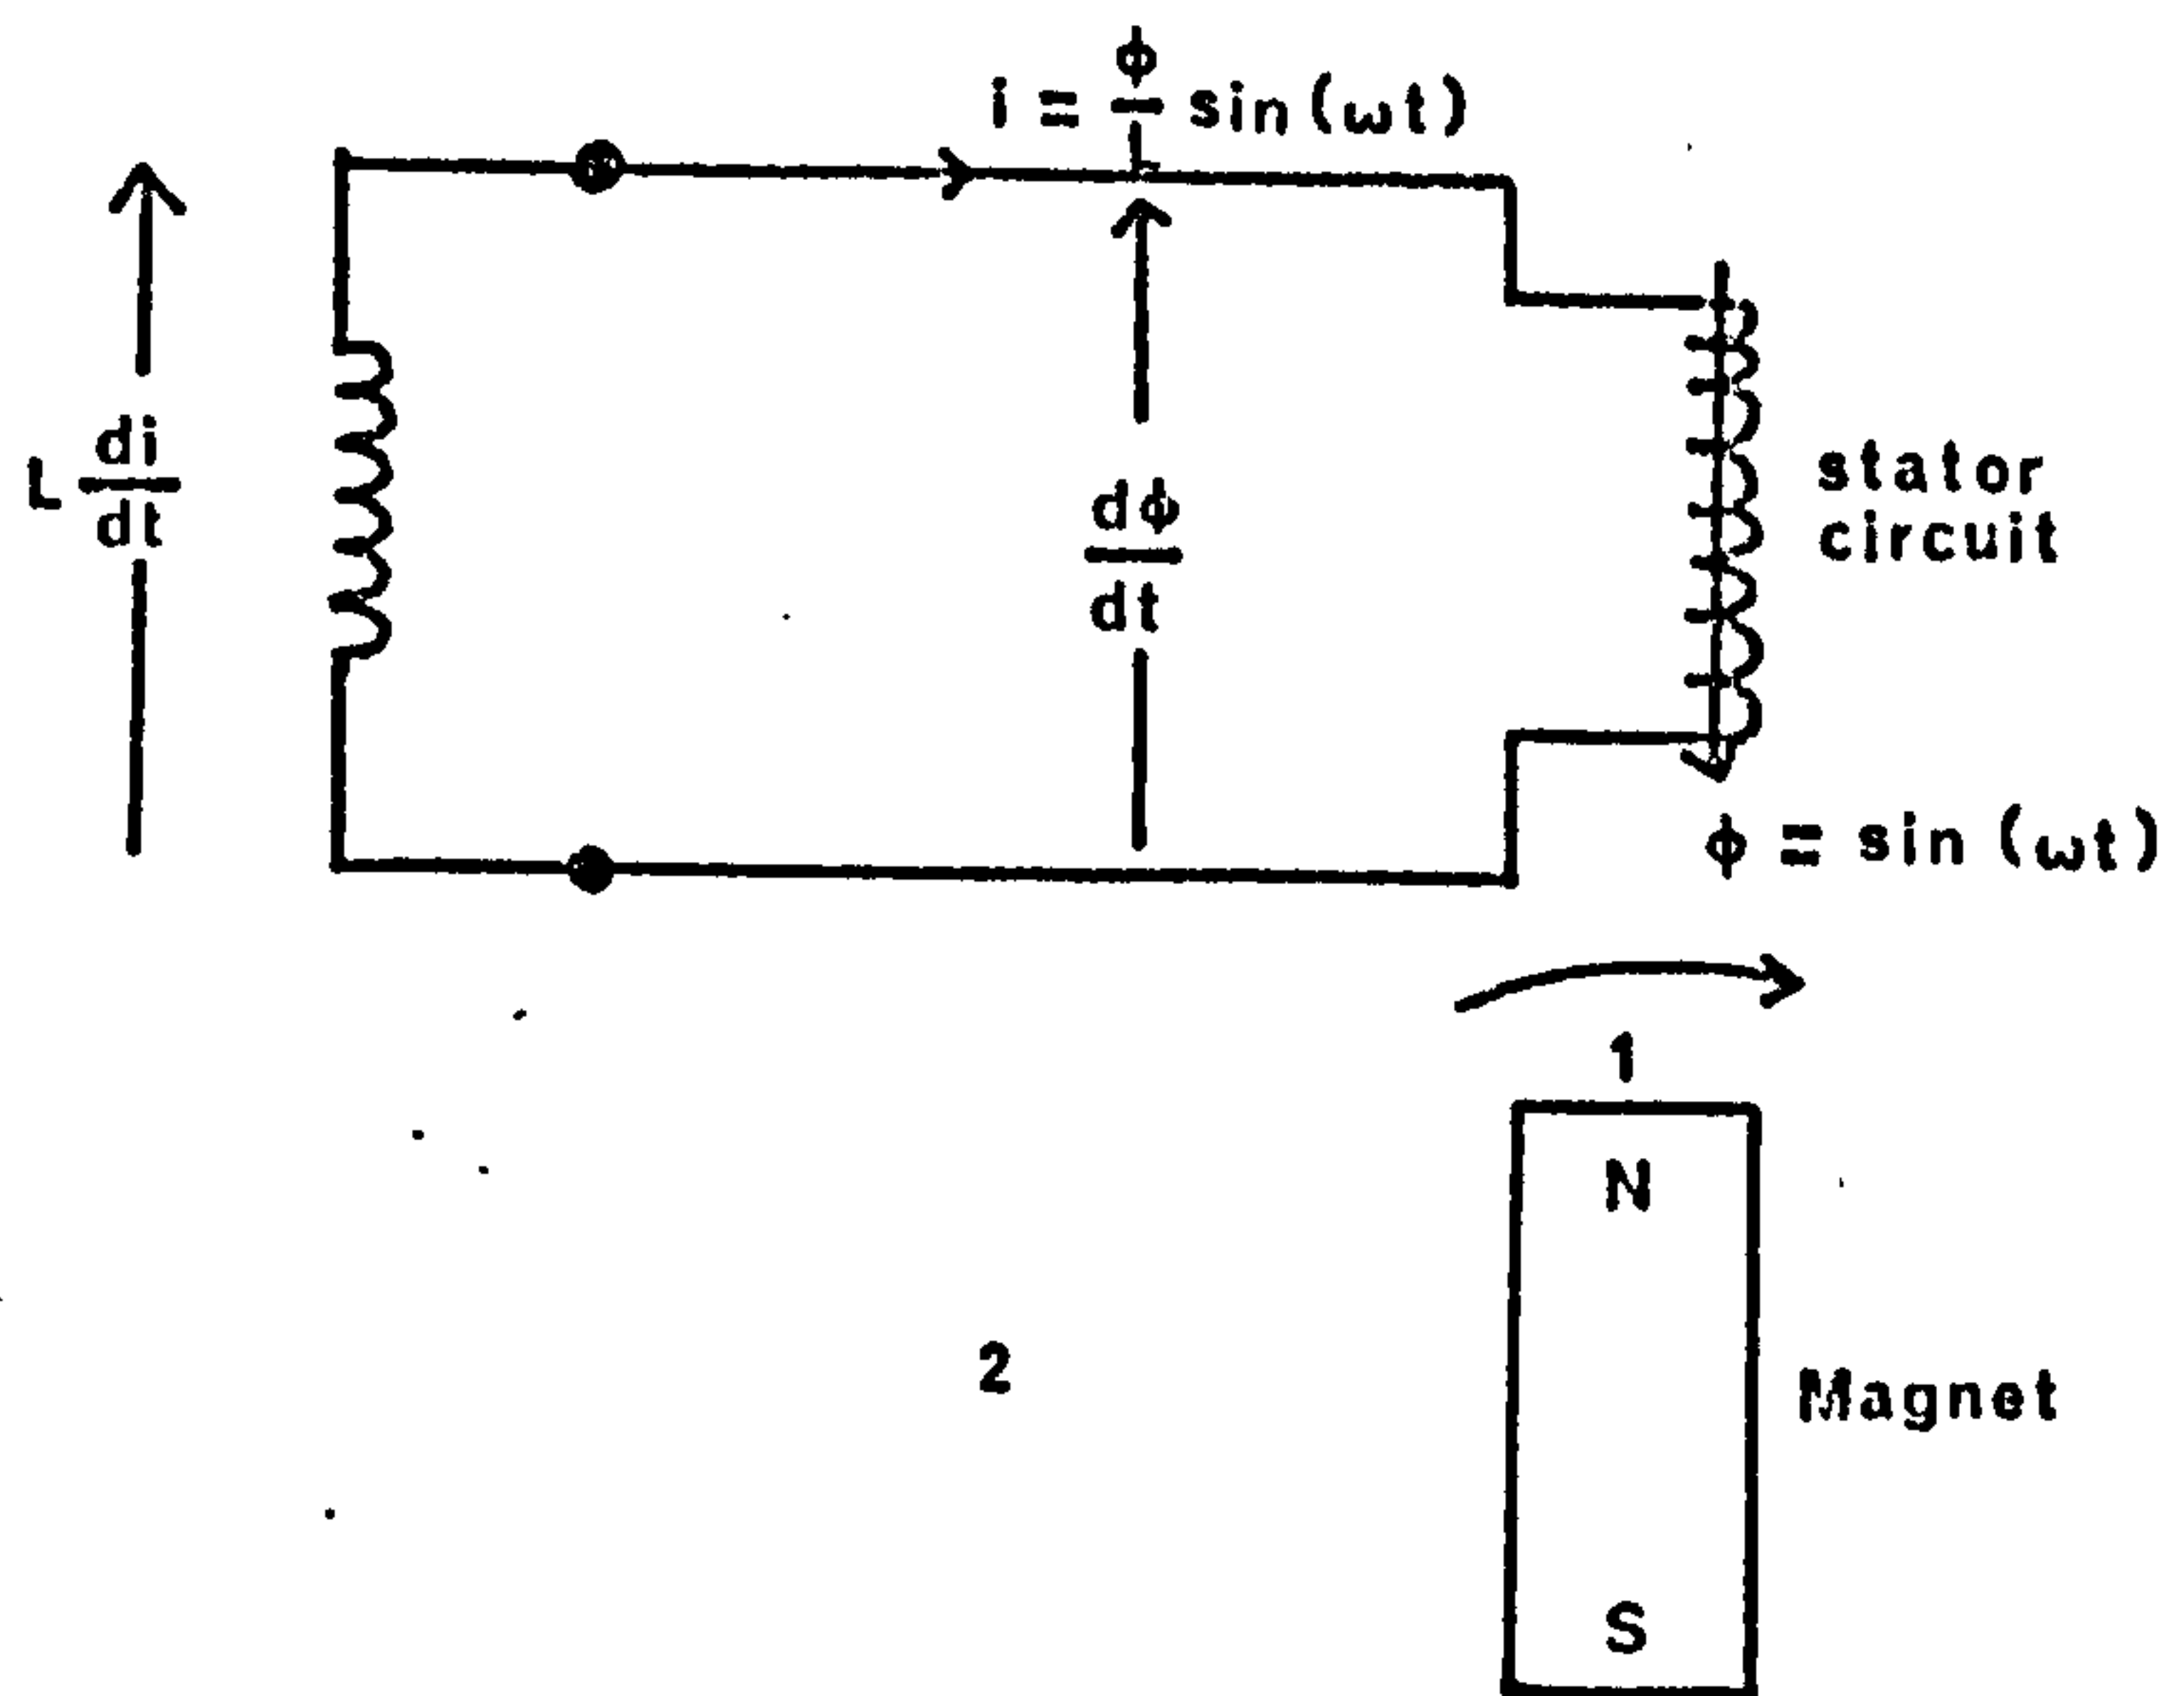 i = ϕ/L sin(ωt)
L di/dt
dϕ/dt
stator
circuit
ϕ = sin (ωt)
1
N
2
Magnet
S